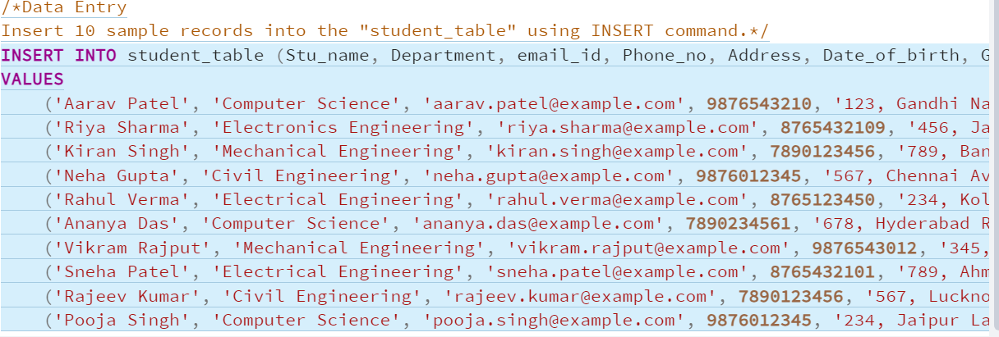 /*Data Entry
Insert 10 sample records into the "student_table" using INSERT command.*/
INSERT INTO student_table (Stu_name, Department, email_id, Phone_no, Address, Date_of_birth, G
VALUES
('Aarav Patel', 'Computer Science', 'aarav.patel@example.com', 9876543210, '123, Gandhi Na
('Riya Sharma', 'Electronics Engineering', 'riya.sharma@example.com', 8765432109, '456, Ja
('Kiran Singh', 'Mechanical Engineering', 'kiran.singh@example.com', 7890123456, '789, Ban
('Neha Gupta', 'Civil Engineering', 'neha.gupta@example.com', 9876012345, '567, Chennai Av
('Rahul Verma', 'Electrical Engineering', 'rahul.verma@example.com', 8765123450, '234, Kol
('Ananya Das', 'Computer Science', 'ananya.das@example.com', 7890234561, '678, Hyderabad R
('Vikram Rajput', 'Mechanical Engineering', 'vikram.rajput@example.com', 9876543012, '345,
('Sneha Patel', 'Electrical Engineering', 'sneha.patel@example.com', 8765432101, '789, Ahm
('Rajeev Kumar', 'Civil Engineering', 'rajeev.kumar@example.com', 7890123456, '567, Luckno
('Pooja Singh', 'Computer Science', 'pooja.singh@example.com', 9876012345, '234, Jaipur La